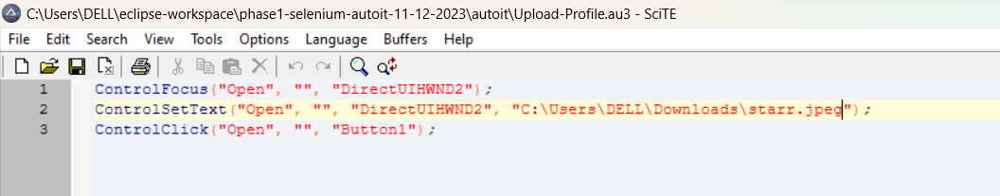 C:\Users\DELL\eclipse-workspace\phase1-selenium-autoit-11-12-2023\autoit\Upload-Profile.au3 - SciTE
File Edit Search View Tools Options Language Buffers Help
1 ControlFocus("Open", "", "DirectUIHWND2");
2 ControlSetText("Open", "", "DirectUIHWND2", "C:\Users\DELL\Downloads\starr.jpeg");
3 ControlClick("Open", "", "Button1");